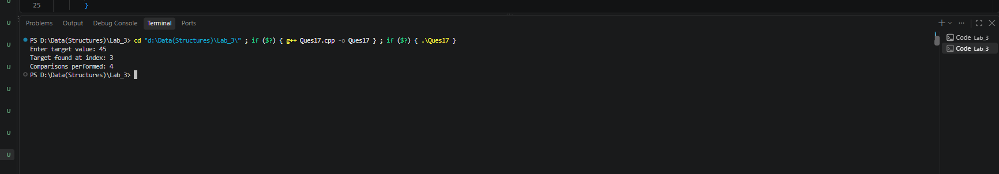 U
25 }
Problems Output Debug Console Terminal Ports
U
PS D:\Data(Structures)\Lab_3> cd "d:\Data(Structures)\Lab_3\" ; if ($?) { g++ Ques17.cpp -o Ques17 } ; if ($?) { .\Ques17 }
Code Lab_3
U
Enter target value: 45
Code Lab_3
Target found at index: 3
Comparisons performed: 4
U
PS D:\Data(Structures)\Lab_3>
U
U
U
U